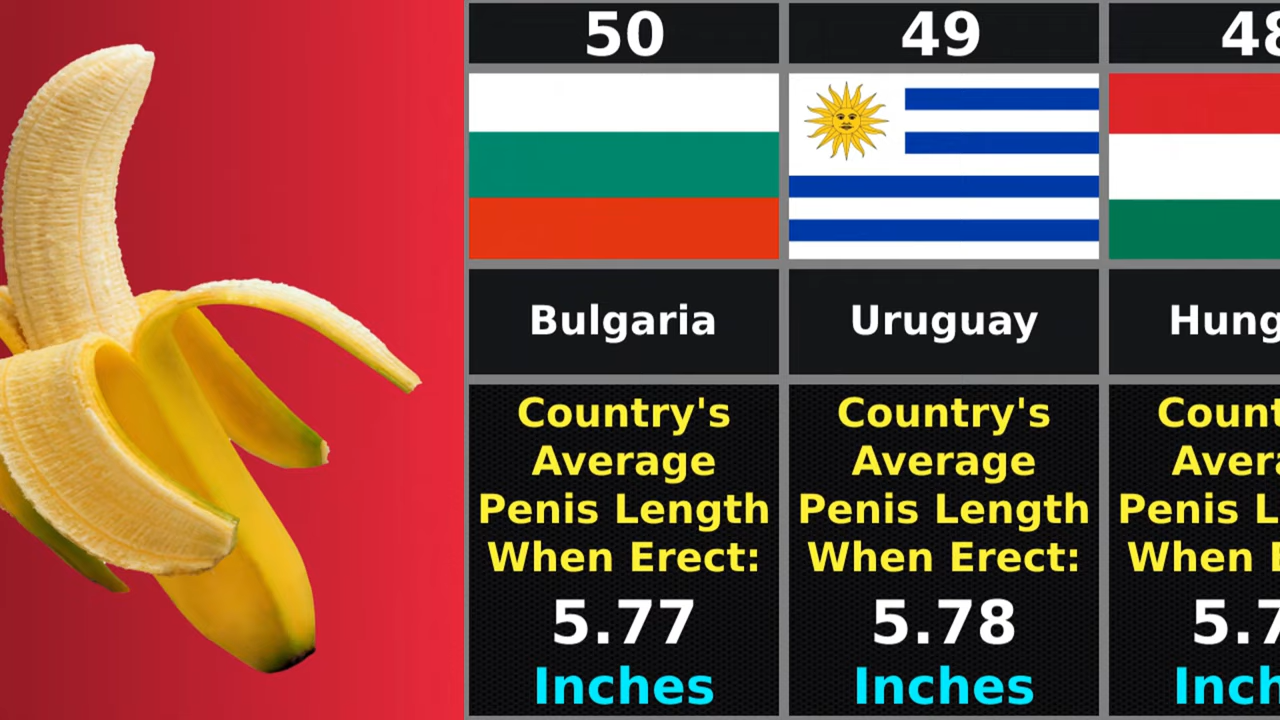 50
Bulgaria
Country's
Average
Penis Length
When Erect:
5.77
Inches
49
Uruguay
Country's
Average
Penis Length
When Erect:
5.78
Inches